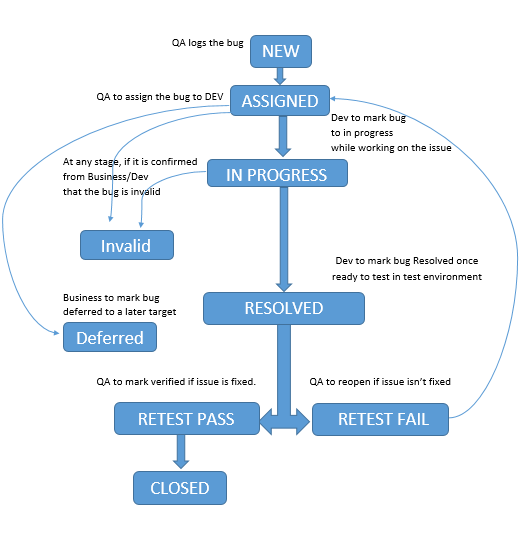 QA logs the bug
NEW
QA to assign the bug to DEV
ASSIGNED
Dev to mark bug
to in progress
while working on the issue
At any stage, if it is confirmed
from Business/Dev
that the bug is invalid
IN PROGRESS
Invalid
Dev to mark bug Resolved once
ready to test in test environment
Business to mark bug
deferred to a later target
RESOLVED
Deferred
QA to mark verified if issue is fixed.
QA to reopen if issue isn't fixed
RETEST PASS
RETEST FAIL
CLOSED